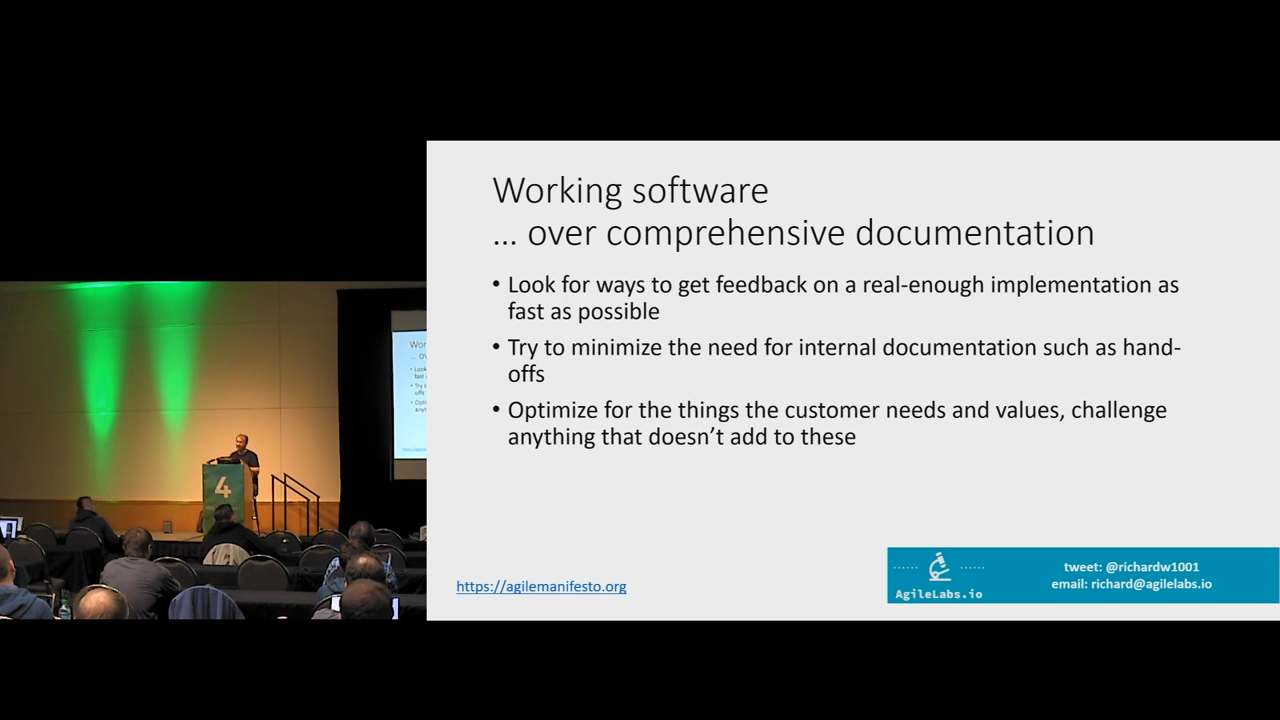 Working software
... over comprehensive documentation
• Look for ways to get feedback on a real-enough implementation as
fast as possible
• Try to minimize the need for internal documentation such as hand-
offs
• Optimize for the things the customer needs and values, challenge
anything that doesn't add to these
https://agilemanifesto.org
AgileLabs.io
tweet: @richardw1001
email: richard@agilelabs.io
4